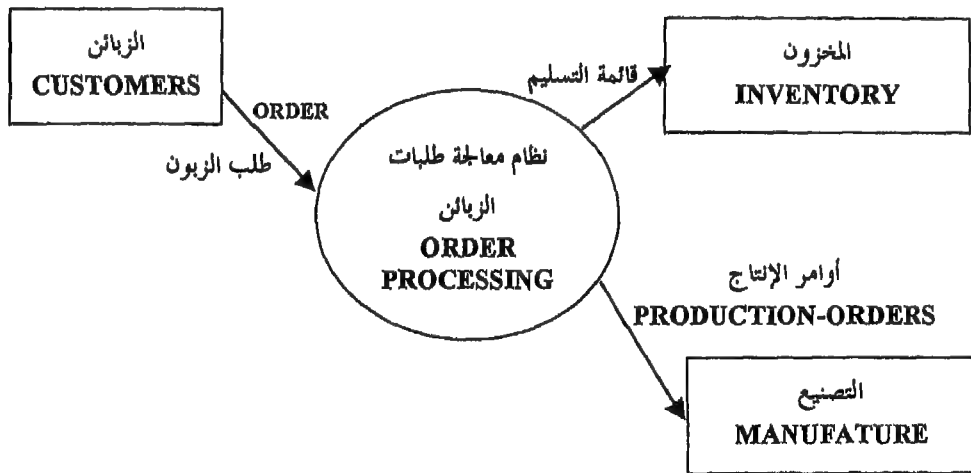 الزبائن
CUSTOMERS
ORDER
طلب الزبون
نظام معالجة طلبات
الزبائن
ORDER
PROCESSING
قائمة التسليم
المخزون
INVENTORY
أوامر الإنتاج
PRODUCTION-ORDERS
التصنيع
MANUFATURE